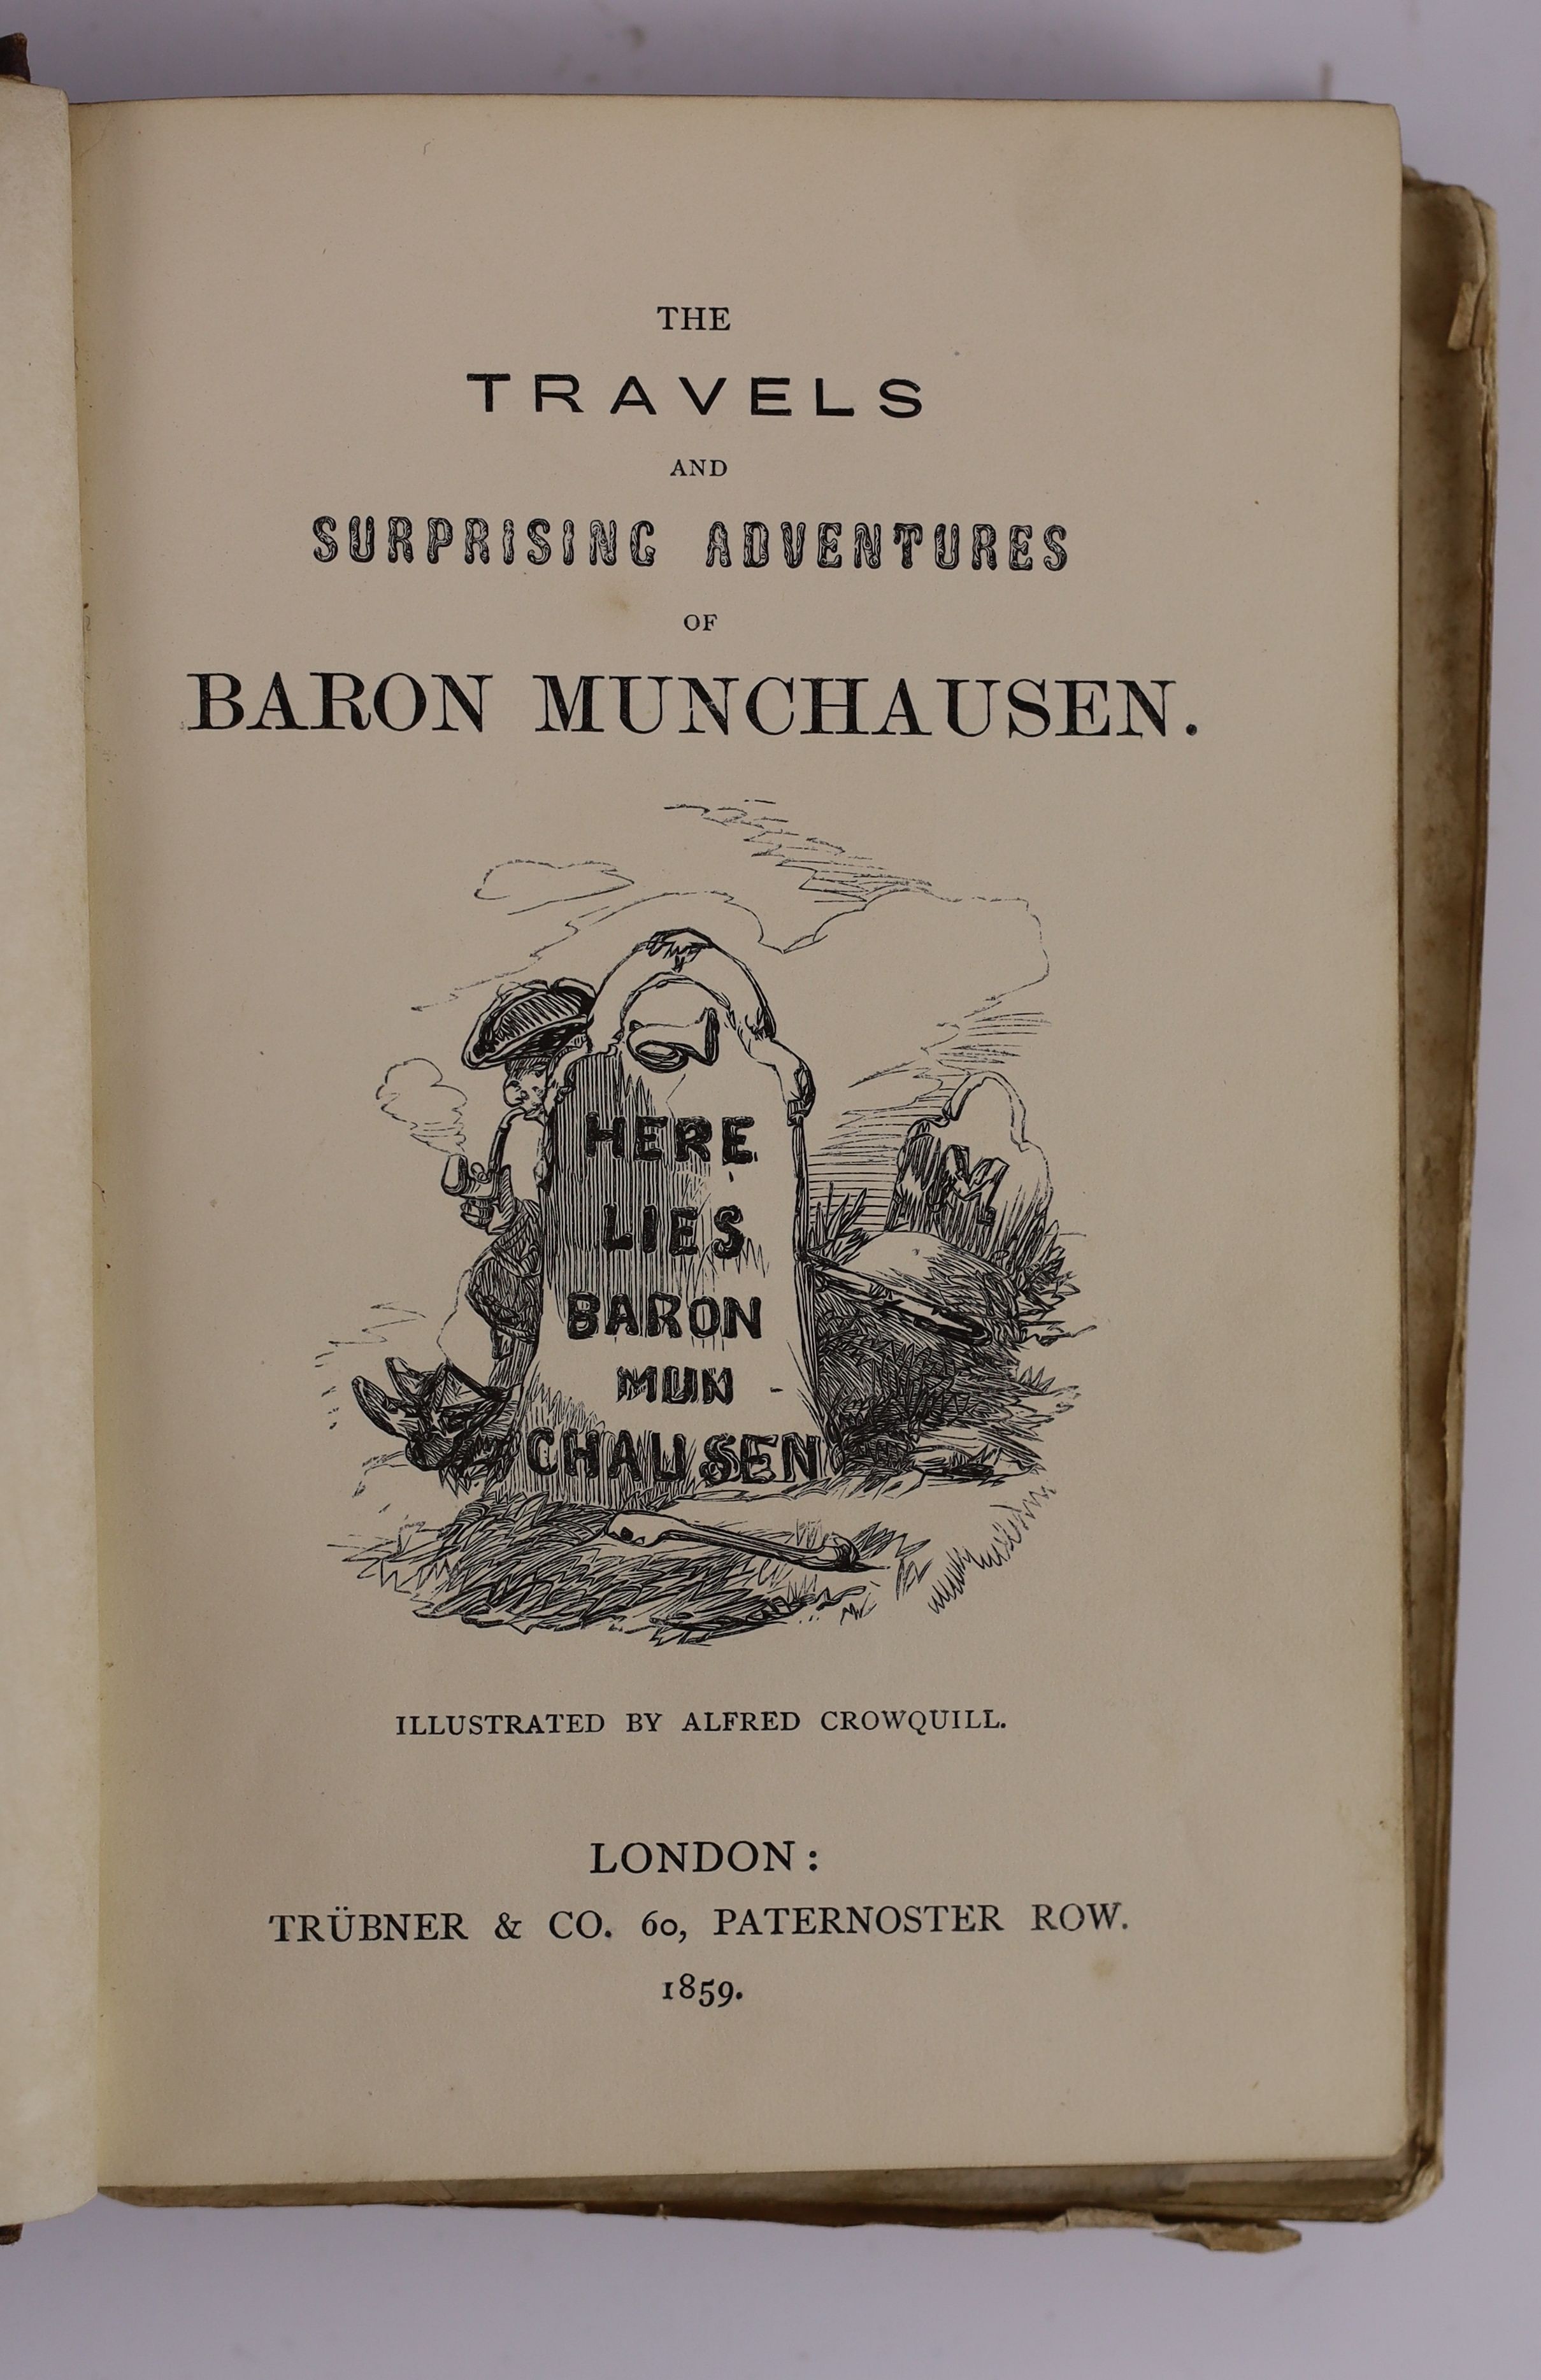 THE
TRAVELS
AND
SURPRISING ADVENTURES
OF
BARON MUNCHAUSEN.
HERE
LIES
BARON
MUN -
CHAUSEN
ILLUSTRATED BY ALFRED CROWQUILL.
LONDON:
TRÜBNER & CO. 60, PATERNOSTER ROW.
1859.